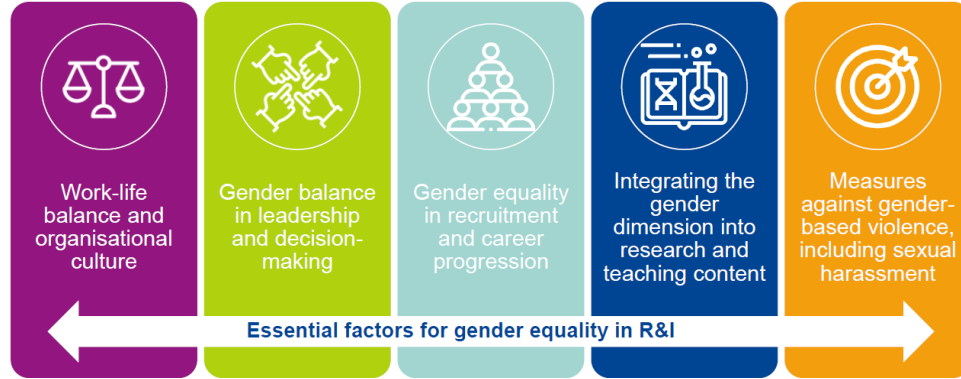 Work-life
balance and
organisational
culture
Gender balance
in leadership
and decision-
making
Gender equality
in recruitment
and career
progression
Integrating the
gender
dimension into
research and
teaching content
Measures
against gender-
based violence,
including sexual
harassment
Essential factors for gender equality in R&I